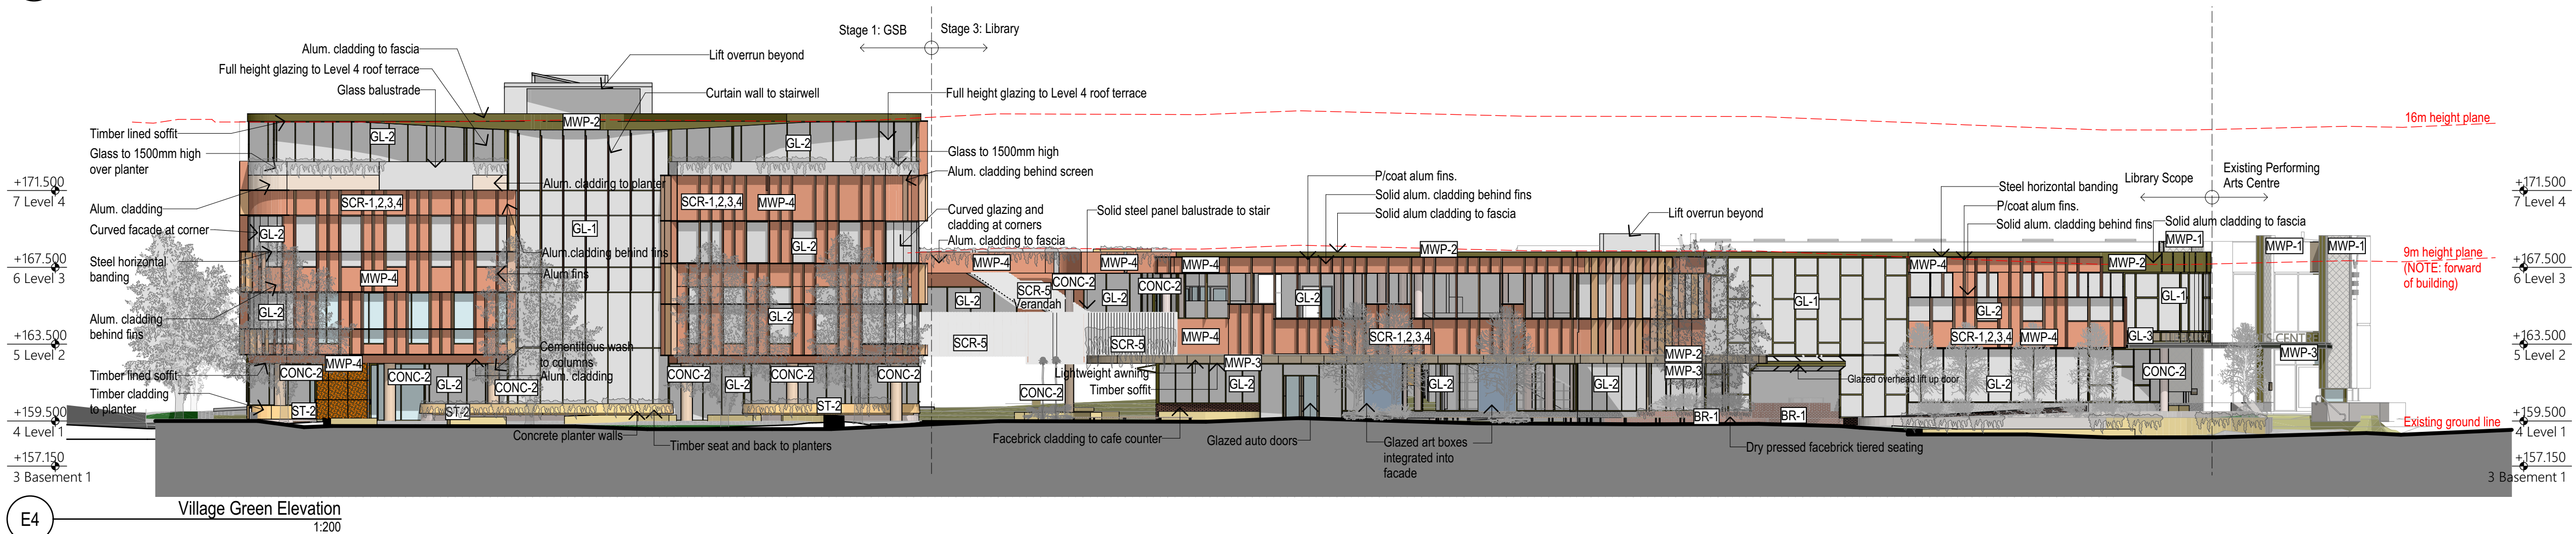 Stage 1: GSB
Stage 3: Library
Alum. cladding to fascia
Full height glazing to Level 4 roof terrace
Glass balustrade
Lift overrun beyond
Curtain wall to stairwell
Full height glazing to Level 4 roof terrace
16m height plane
Timber lined soffit
Glass to 1500mm high
over planter
MWP-2
GL-2
GL-2
Glass to 1500mm high
Alum. cladding behind screen
+171.500
7 Level 4
Alum. cladding
Curved facade at corner
Steel horizontal
banding
Alum. cladding to planter
SCR-1,2,3,4
SCR-1,2,3,4
MWP-4
GL-2
GL-1
GL-2
Curved glazing and
cladding at corners
Alum. cladding to fascia
Solid steel panel balustrade to stair
P/coat alum fins.
Solid alum. cladding behind fins
Solid alum cladding to fascia
Lift overrun beyond
Steel horizontal banding
P/coat alum fins.
Solid alum. cladding behind fins
Library Scope
Existing Performing
Arts Centre
Solid alum cladding to fascia
+171.500
7 Level 4
+167.500
6 Level 3
Alum.cladding behind fins
Alum fins
MWP-4
GL-2
GL-2
Alum. cladding
behind fins
MWP-4
MWP-4
MWP-4
MWP-2
MWP-4
MWP-2
MWP-1
MWP-1
MWP-1
9m height plane
(NOTE: forward
of building)
+167.500
6 Level 3
CONC-2
CONC-2
SCR-5
Verandah
GL-2
GL-2
GL-2
GL-1
GL-2
GL-1
+163.500
5 Level 2
SCR-5
SCR-5
MWP-4
SCR-1,2,3,4
SCR-1,2,3,4
MWP-4
GL-3
CENTRE
MWP-3
+163.500
5 Level 2
Cementitious wash
to columns
Alum. cladding
Timber lined soffit
Timber cladding
to planter
MWP-4
CONC-2
CONC-2
GL-2
CONC-2
CONC-2
GL-2
CONC-2
CONC-2
ST-2
ST-2
ST-2
Lightweight awning
Timber soffit
CONC-2
MWP-3
GL-2
GL-2
GL-2
MWP-2
MWP-3
Glazed overhead lift up door
BR-1
BR-1
GL-2
CONC-2
+159.500
4 Level 1
Existing ground line
+159.500
4 Level 1
Concrete planter walls
Timber seat and back to planters
Facebrick cladding to cafe counter
Glazed auto doors
Glazed art boxes
integrated into
facade
Dry pressed facebrick tiered seating
+157.150
3 Basement 1
+157.150
3 Basement 1
E4
Village Green Elevation
1:200